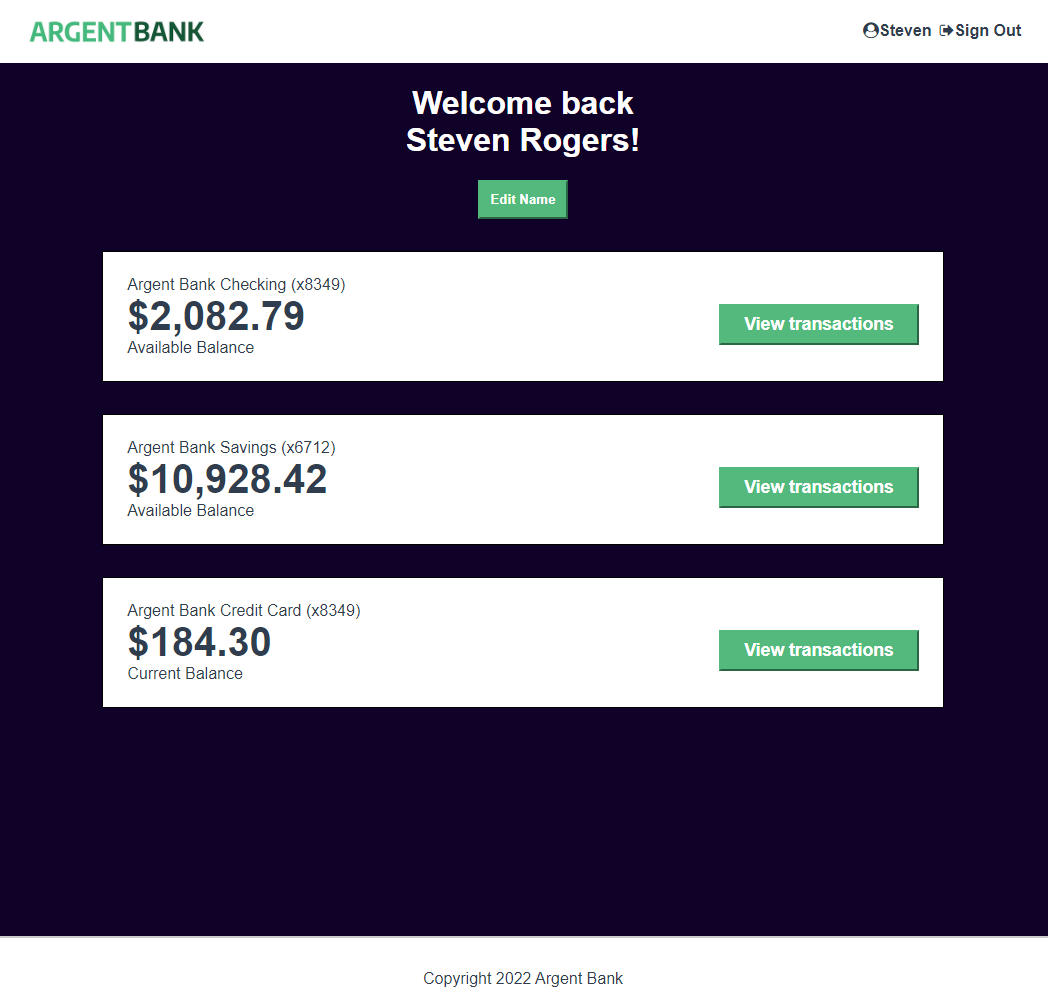 ARGENTBANK
Steven Sign Out
Welcome back
Steven Rogers!
Edit Name
Argent Bank Checking (x8349)
$2,082.79
Available Balance
View transactions
Argent Bank Savings (x6712)
$10,928.42
Available Balance
View transactions
Argent Bank Credit Card (x8349)
$184.30
Current Balance
View transactions
Copyright 2022 Argent Bank